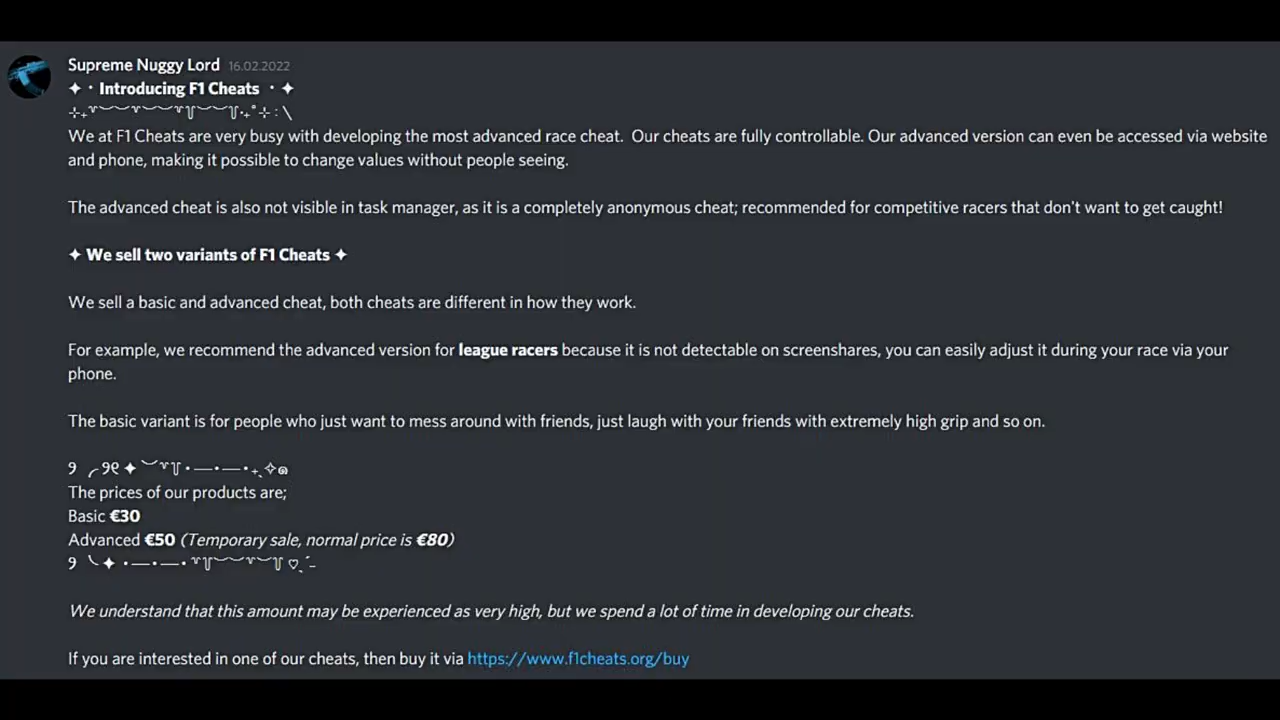 Supreme Nuggy Lord 16.02.2022
✦・Introducing F1 Cheats ・✦
We at F1 Cheats are very busy with developing the most advanced race cheat.  Our cheats are fully controllable. Our advanced version can even be accessed via website
and phone, making it possible to change values without people seeing.
The advanced cheat is also not visible in task manager, as it is a completely anonymous cheat; recommended for competitive racers that don't want to get caught!
✦ We sell two variants of F1 Cheats ✦
We sell a basic and advanced cheat, both cheats are different in how they work.
For example, we recommend the advanced version for league racers because it is not detectable on screenshares, you can easily adjust it during your race via your
phone.
The basic variant is for people who just want to mess around with friends, just laugh with your friends with extremely high grip and so on.
The prices of our products are;
Basic €30
Advanced €50 (Temporary sale, normal price is €80)
We understand that this amount may be experienced as very high, but we spend a lot of time in developing our cheats.
If you are interested in one of our cheats, then buy it via https://www.f1cheats.org/buy